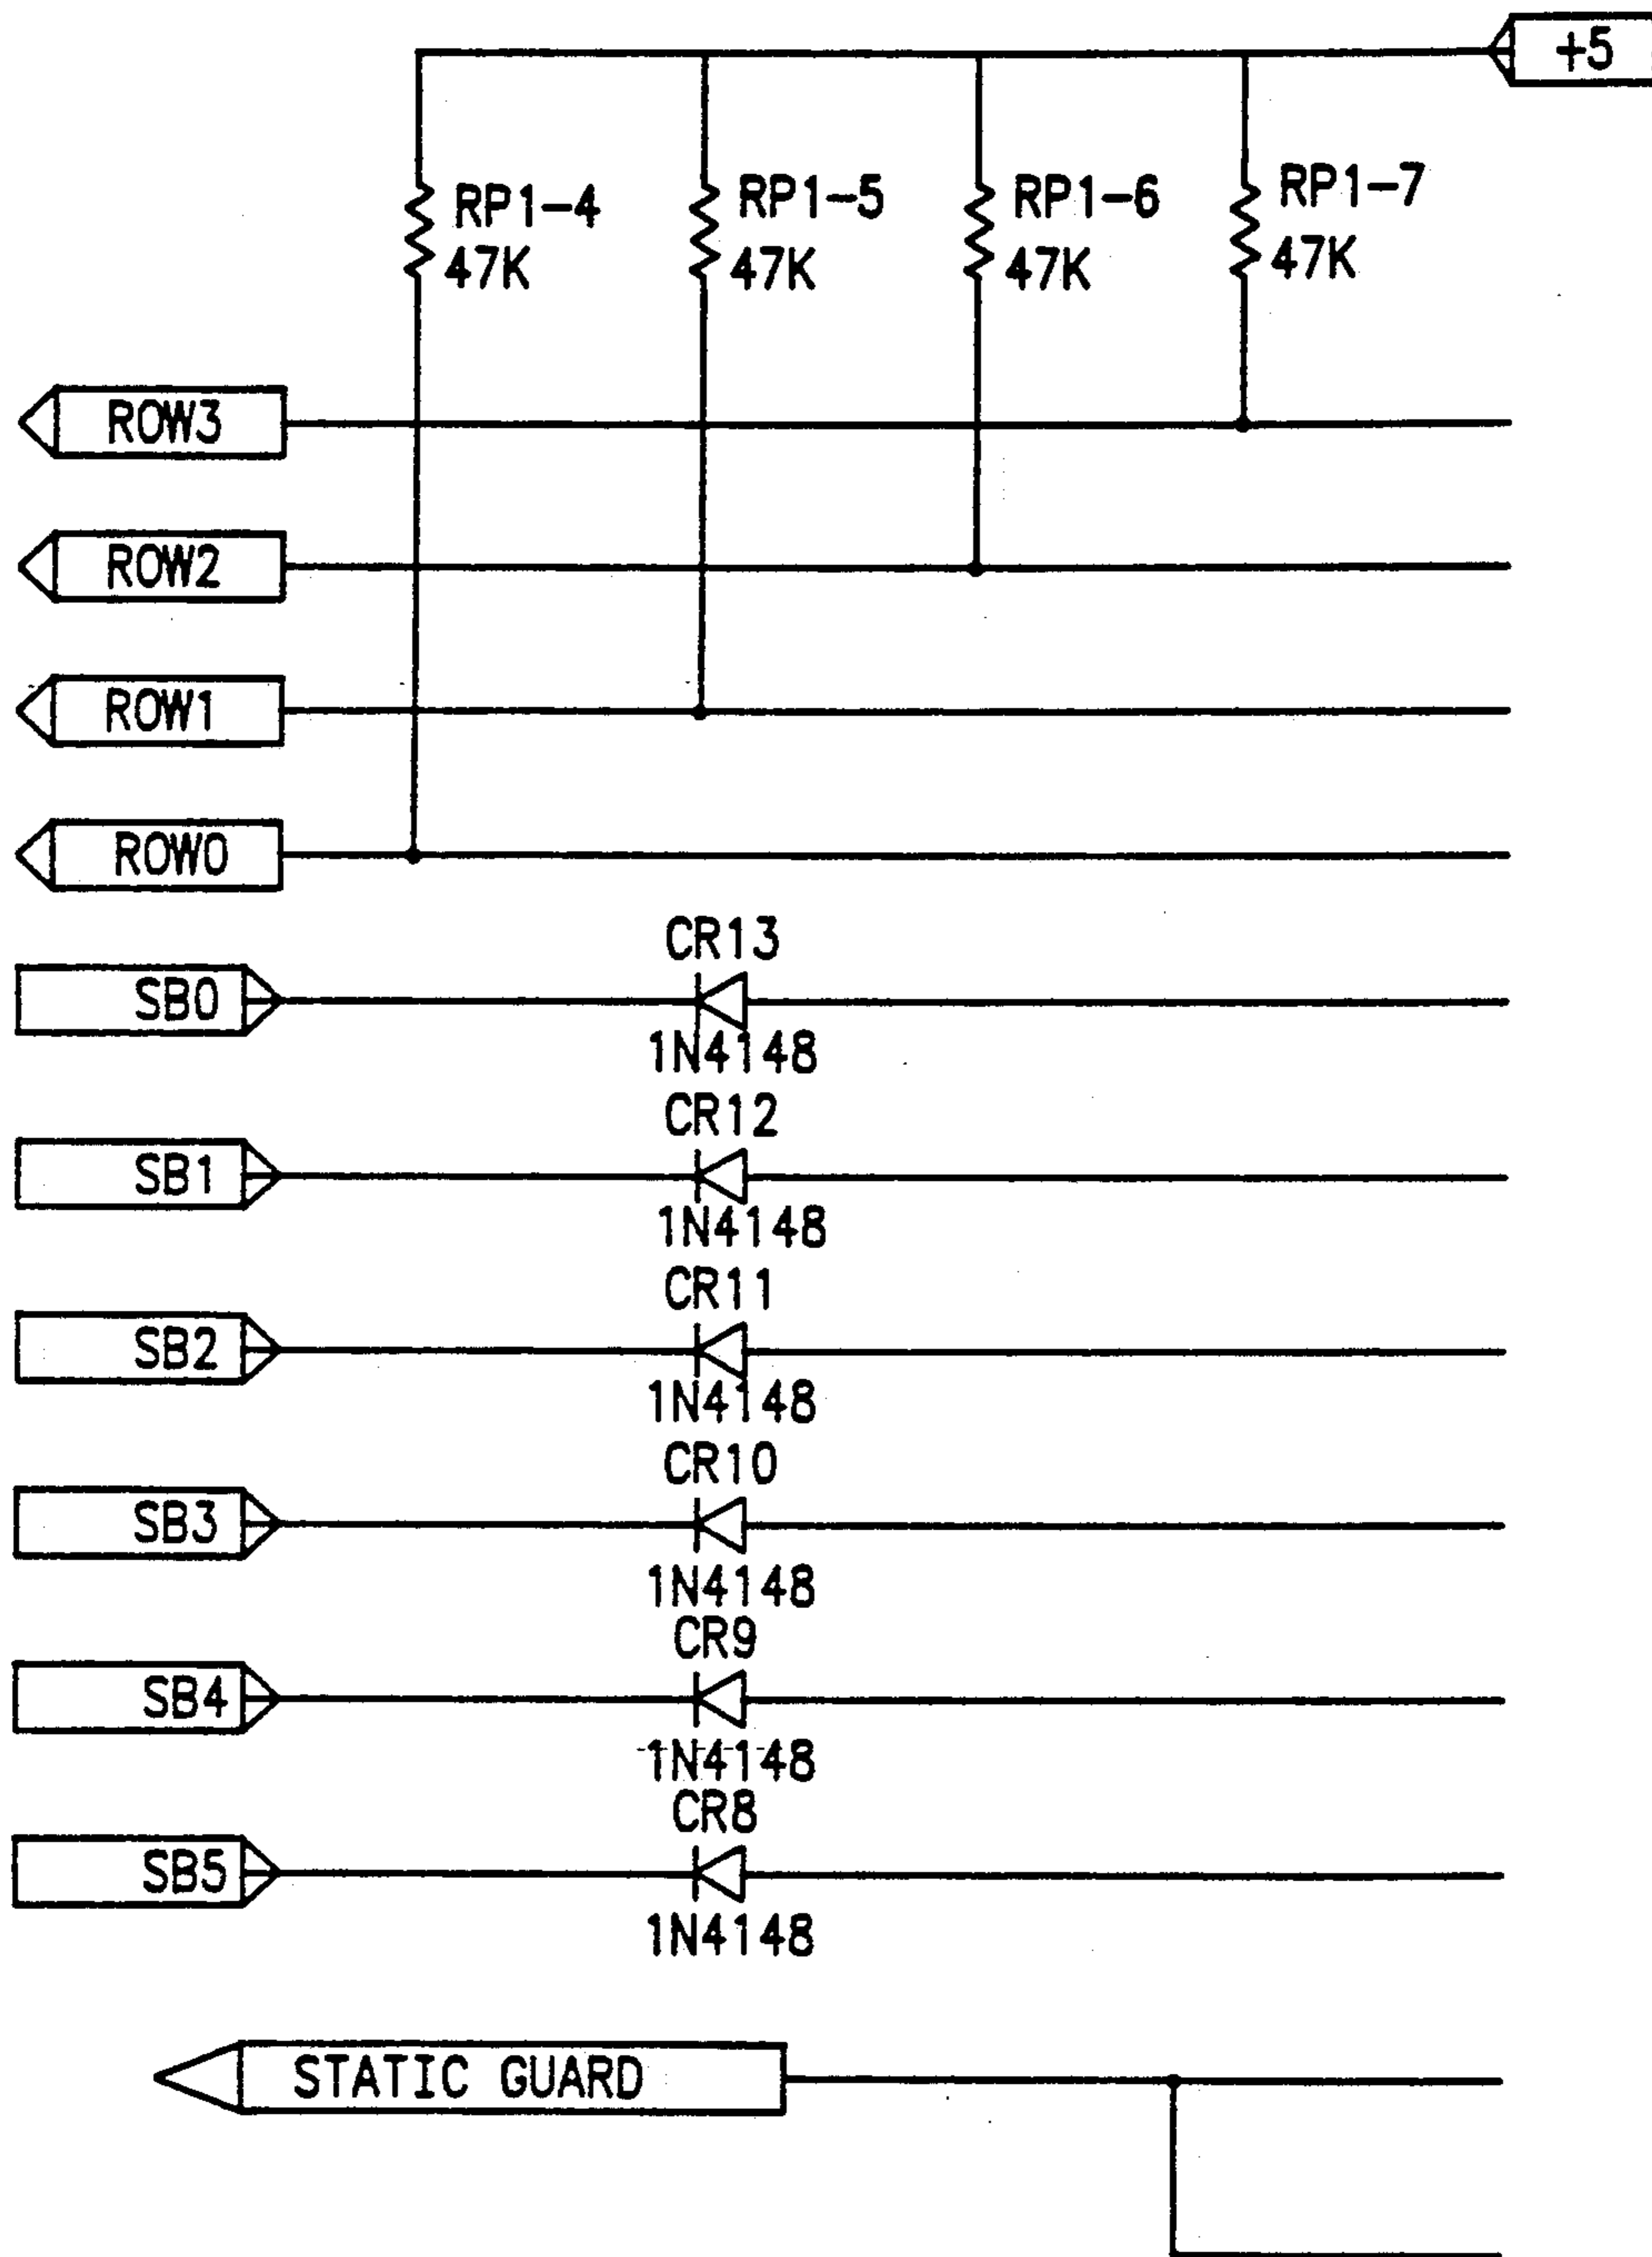 +5
RP1-4
47K
RP1-5
47K
RP1-6
47K
RP1-7
47K
ROW3
ROW2
ROW1
ROW0
CR13
SB0
1N4148
CR12
SB1
1N4148
CR11
SB2
1N4148
CR10
SB3
1N4148
CR9
SB4
1N4148
CR8
SB5
1N4148
STATIC GUARD